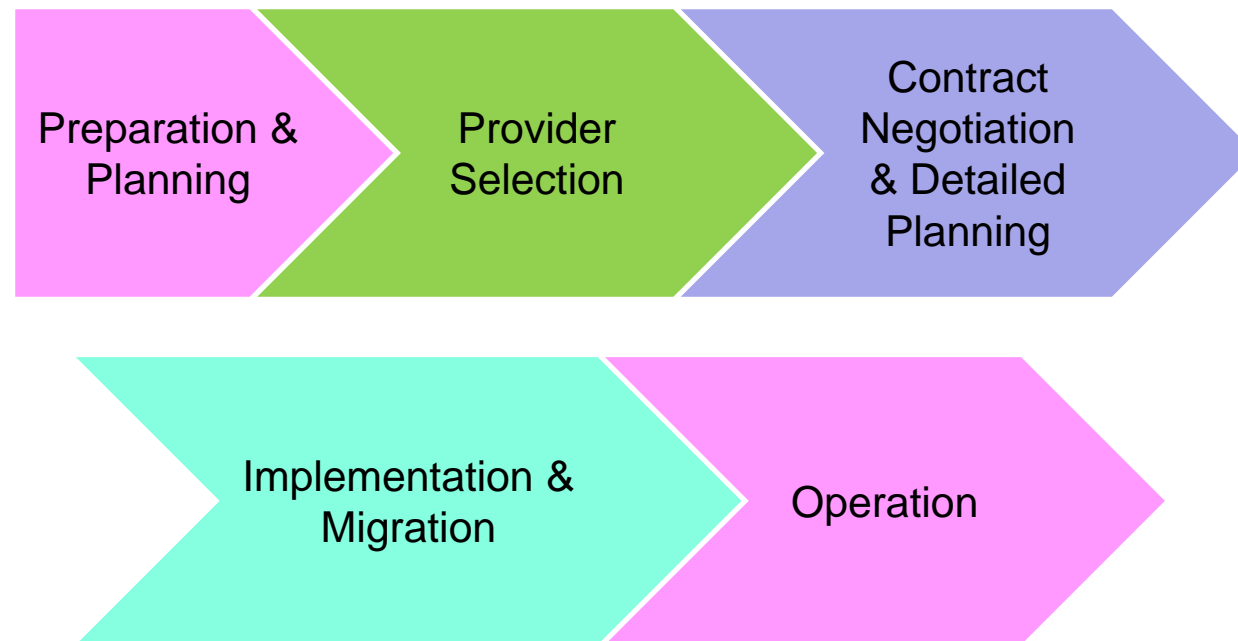 Preparation &
Planning
Provider
Selection
Contract
Negotiation
& Detailed
Planning
Implementation &
Migration
Operation